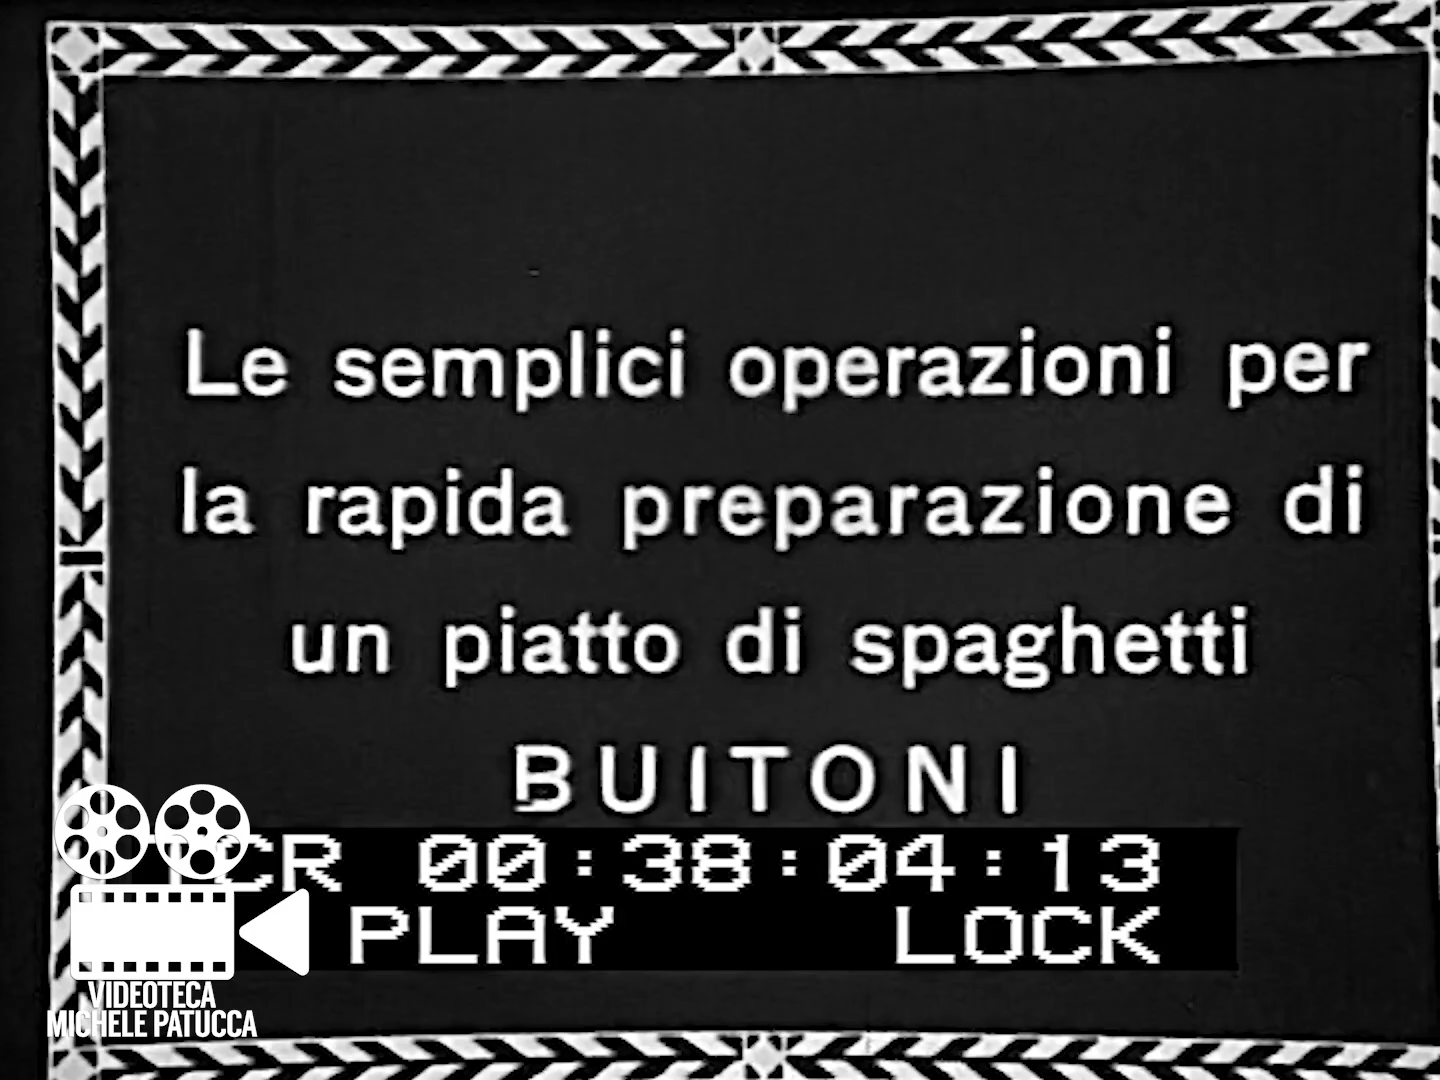 Le semplici operazioni per
la rapida preparazione di
un piatto di spaghetti
BUITONI
TCR 00:38:04:13
PLAY LOCK
VIDEOTECA
MICHELE PATUCCA